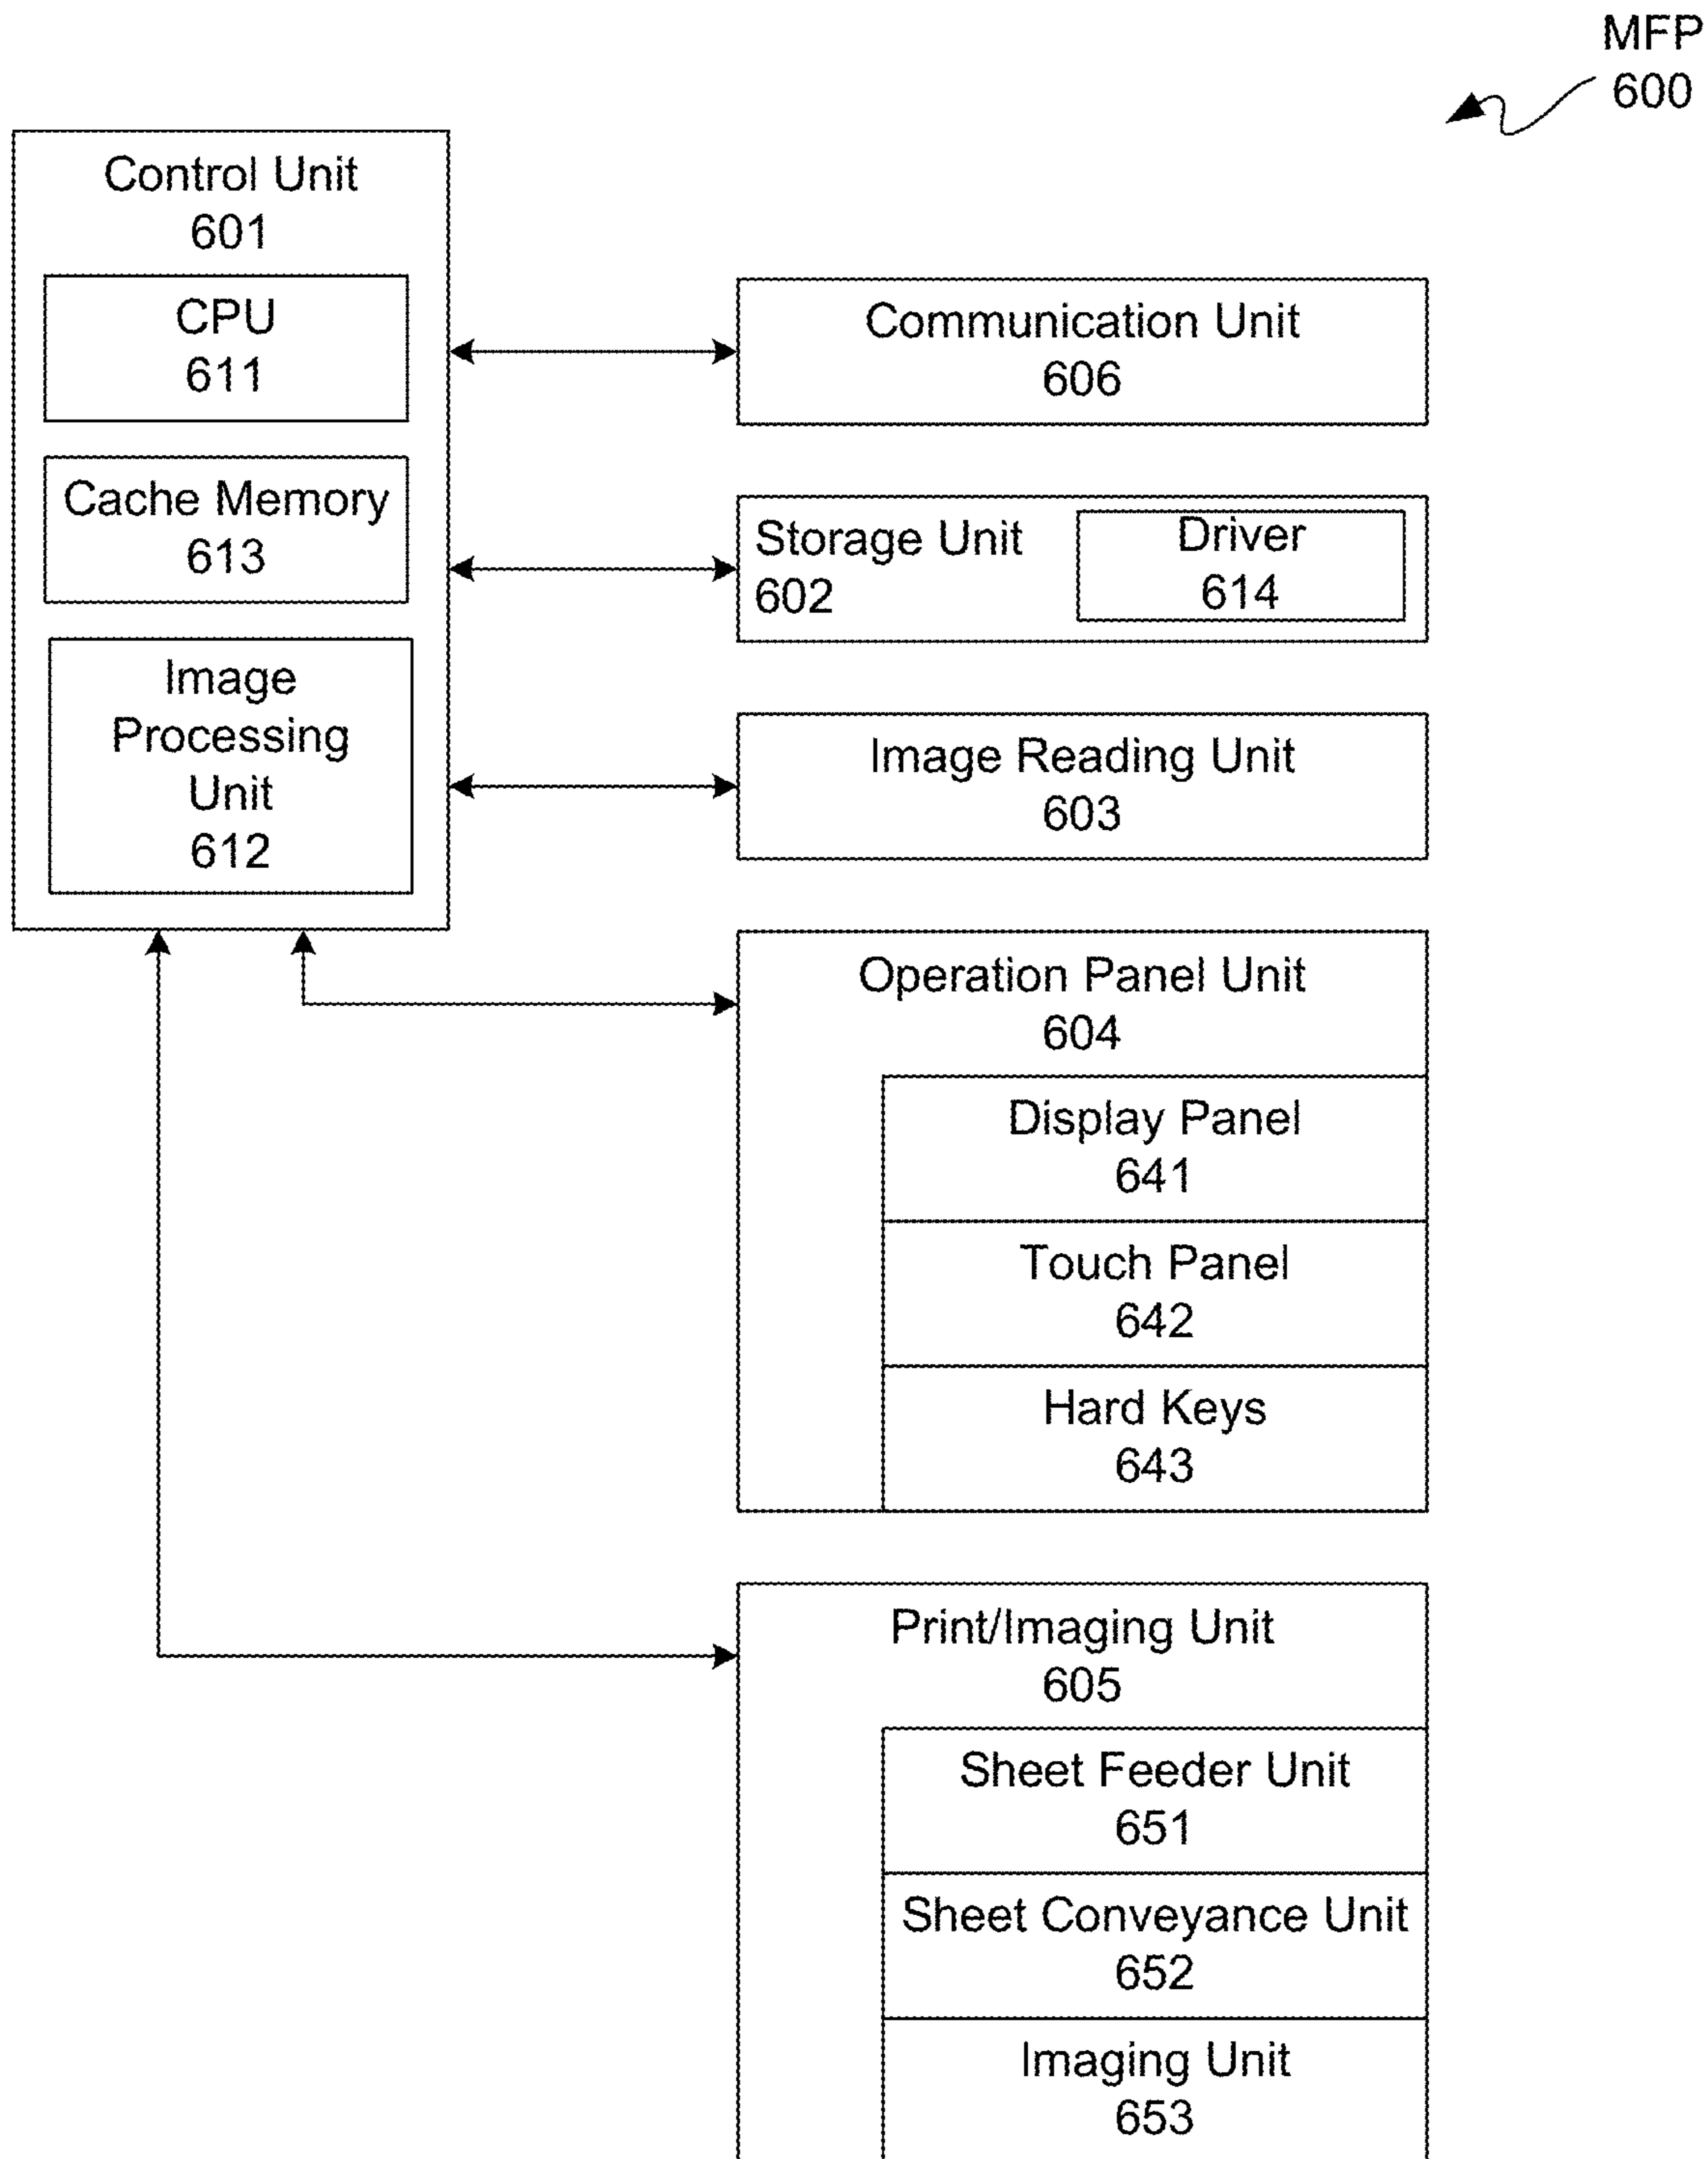 MFP
600
Control Unit
601
CPU
611
Cache Memory
613
Image
Processing
Unit
612
Communication Unit
606
Storage Unit
602
Driver
614
Image Reading Unit
603
Operation Panel Unit
604
Display Panel
641
Touch Panel
642
Hard Keys
643
Print/Imaging Unit
605
Sheet Feeder Unit
651
Sheet Conveyance Unit
652
Imaging Unit
653